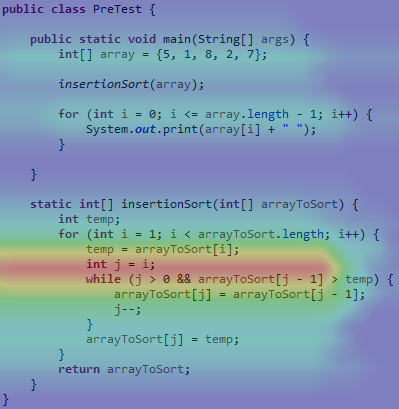 public class PreTest {
public static void main(String[] args) {
int[] array = {5, 1, 8, 2, 7};
insertionSort(array);
for (int i = 0; i <= array.length - 1; i++) {
System.out.print(array[i] + " ");
}
}
static int[] insertionSort(int[] arrayToSort) {
int temp;
for (int i = 1; i < arrayToSort.length; i++) {
temp = arrayToSort[i];
int j = i;
while (j > 0 && arrayToSort[j - 1] > temp) {
arrayToSort[j] = arrayToSort[j - 1];
j--;
}
arrayToSort[j] = temp;
}
return arrayToSort;
}
}